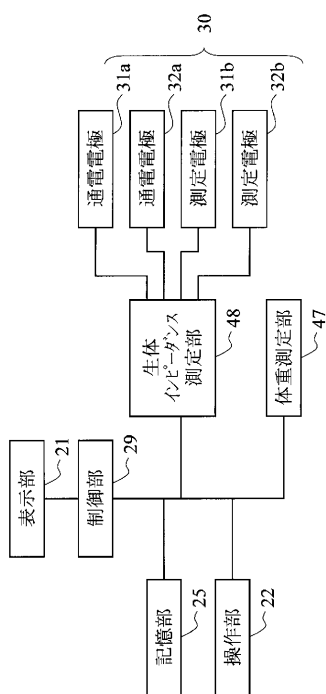 表示部
21
制御部
29
記憶部
25
操作部
22
生体
インピーダンス
測定部
48
体重測定部
47
通電電極
31a
通電電極
32a
測定電極
31b
測定電極
32b
30